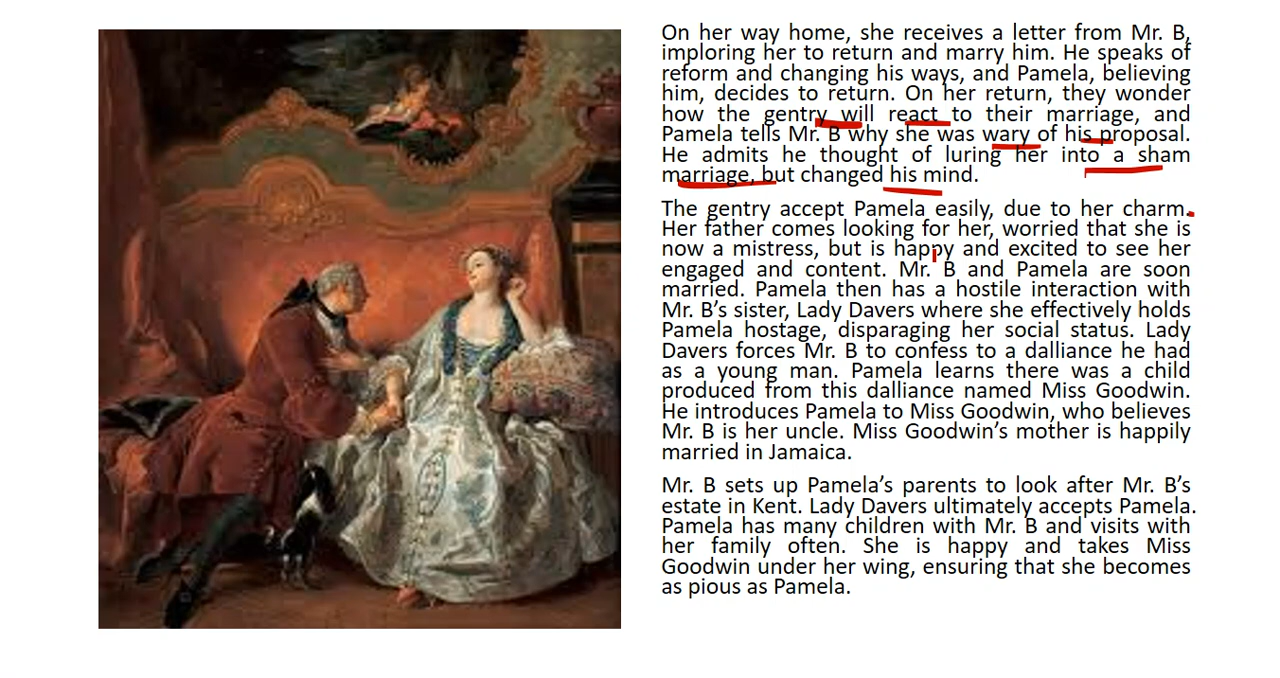 On her way home, she receives a letter from Mr. B,
imploring her to return and marry him. He speaks of
reform and changing his ways, and Pamela, believing
him, decides to return. On her return, they wonder
how the gentry will react to their marriage, and
Pamela tells Mr. B why she was wary of his proposal.
He admits he thought of luring her into a sham
marriage, but changed his mind.
The gentry accept Pamela easily, due to her charm.
Her father comes looking for her, worried that she is
now a mistress, but is happy and excited to see her
engaged and content. Mr. B and Pamela are soon
married. Pamela then has a hostile interaction with
Mr. B’s sister, Lady Davers where she effectively holds
Pamela hostage, disparaging her social status. Lady
Davers forces Mr. B to confess to a dalliance he had
as a young man. Pamela learns there was a child
produced from this dalliance named Miss Goodwin.
He introduces Pamela to Miss Goodwin, who believes
Mr. B is her uncle. Miss Goodwin’s mother is happily
married in Jamaica.
Mr. B sets up Pamela’s parents to look after Mr. B’s
estate in Kent. Lady Davers ultimately accepts Pamela.
Pamela has many children with Mr. B and visits with
her family often. She is happy and takes Miss
Goodwin under her wing, ensuring that she becomes
as pious as Pamela.